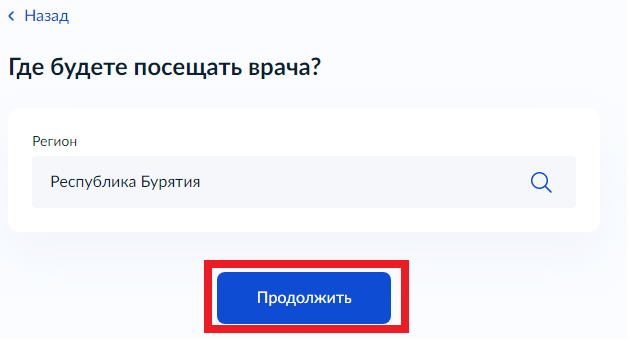 Назад
Где будете посещать врача?
Регион
Республика Бурятия
Продолжить